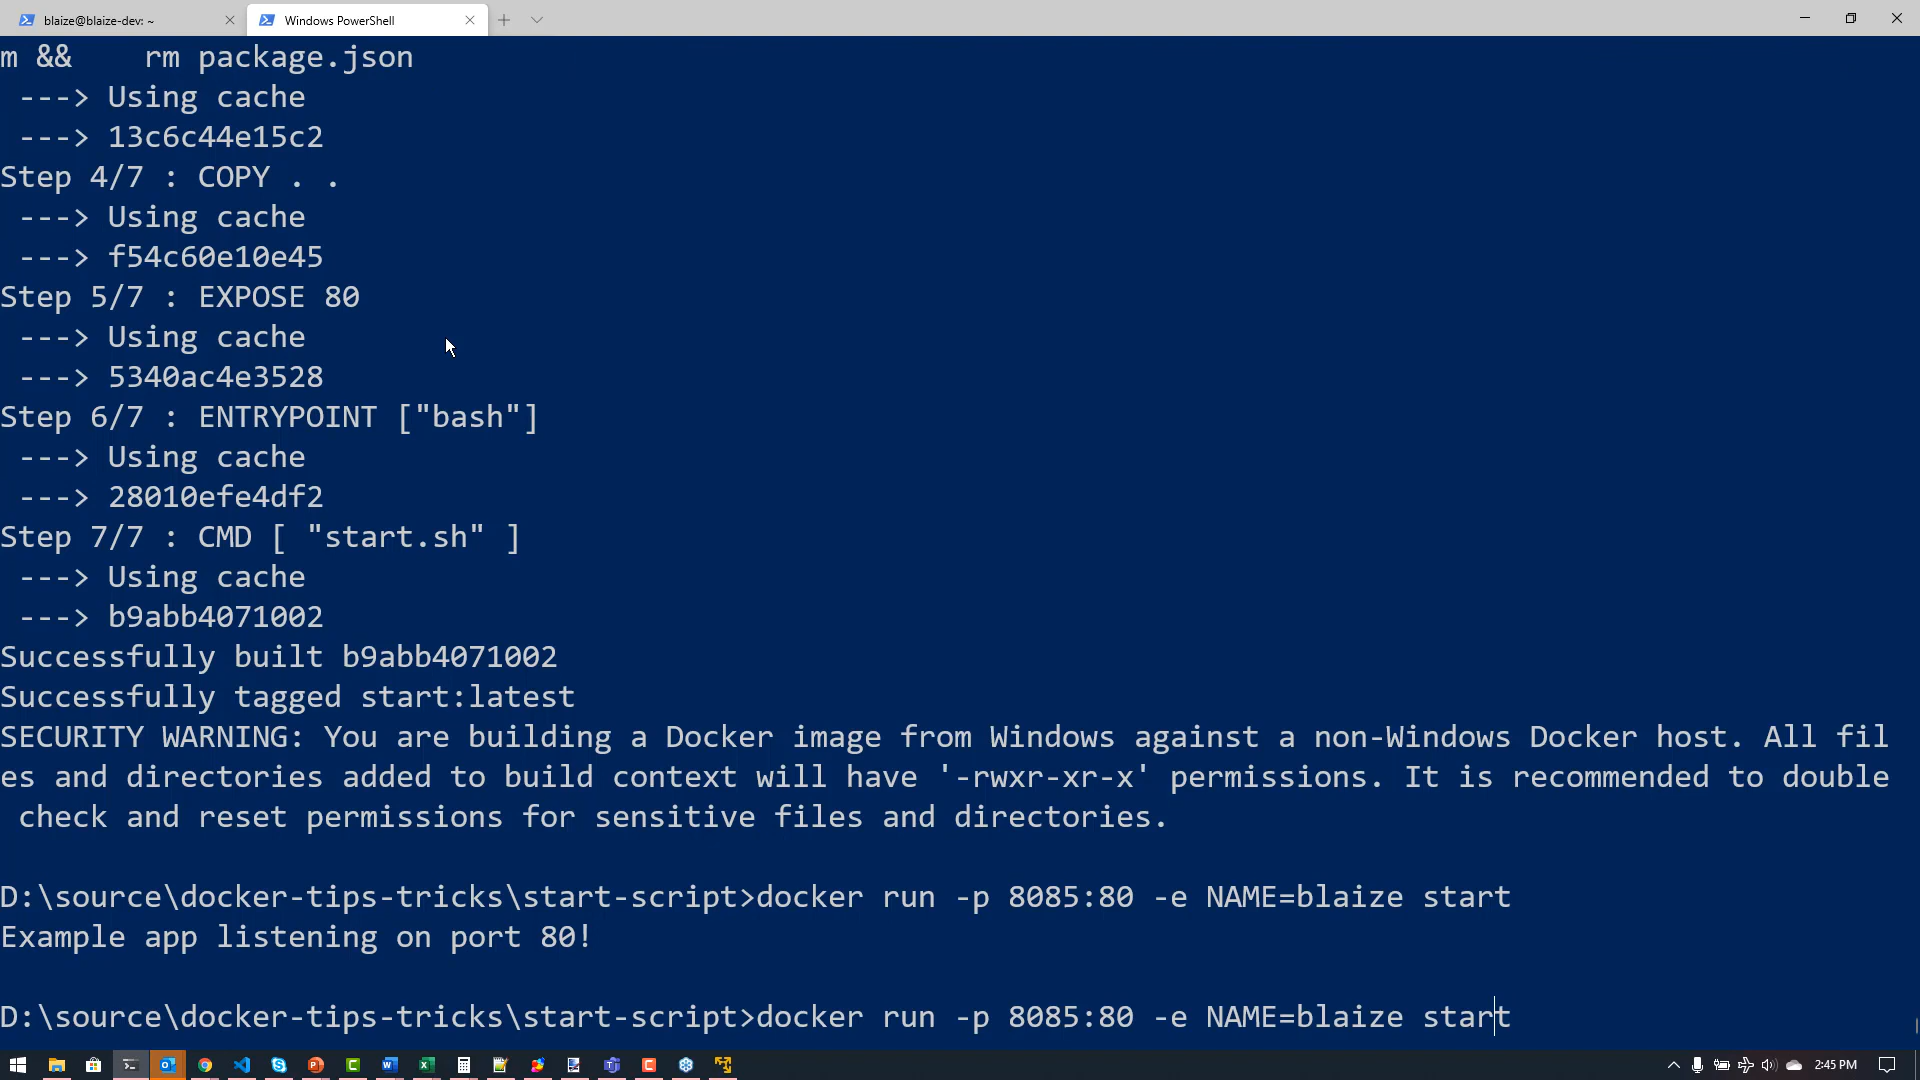 blaize@blaize-dev: ~
Windows PowerShell
m &&    rm package.json
 ---> Using cache
 ---> 13c6c44e15c2
Step 4/7 : COPY . .
 ---> Using cache
 ---> f54c60e10e45
Step 5/7 : EXPOSE 80
 ---> Using cache
 ---> 5340ac4e3528
Step 6/7 : ENTRYPOINT ["bash"]
 ---> Using cache
 ---> 28010efe4df2
Step 7/7 : CMD [ "start.sh" ]
 ---> Using cache
 ---> b9abb4071002
Successfully built b9abb4071002
Successfully tagged start:latest
SECURITY WARNING: You are building a Docker image from Windows against a non-Windows Docker host. All fil
es and directories added to build context will have '-rwxr-xr-x' permissions. It is recommended to double
 check and reset permissions for sensitive files and directories.
D:\source\docker-tips-tricks\start-script>docker run -p 8085:80 -e NAME=blaize start
Example app listening on port 80!
D:\source\docker-tips-tricks\start-script>docker run -p 8085:80 -e NAME=blaize start
2:45 PM